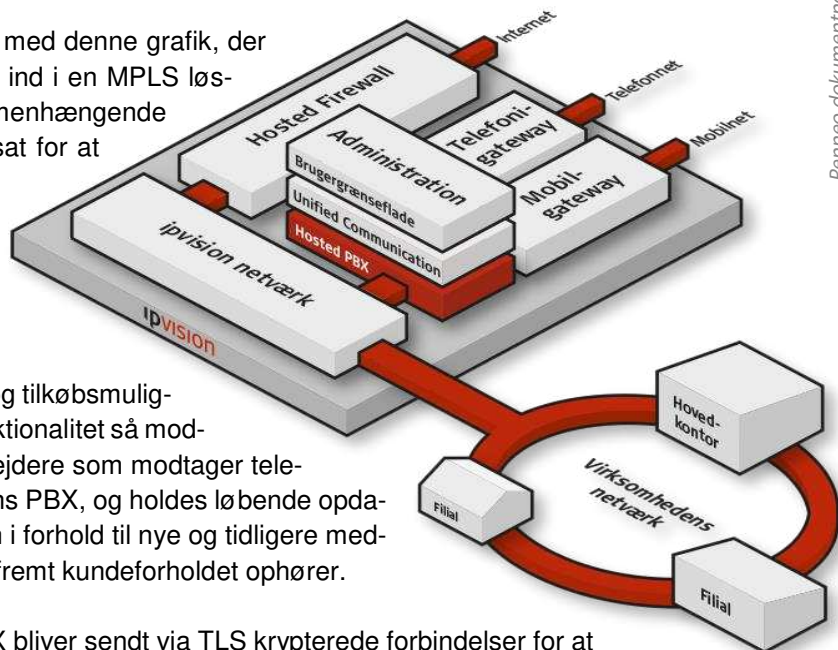 med denne grafik, der
ind i en MPLS løs-
menhængende
sat for at
Internet
Telefonnet
Mobilnet
Hosted Firewall
Telefoni-
gateway
Mobil-
gateway
Administration
Brugergrænseflade
Unified Communication
Hosted PBX
ipvision netværk
ipvision
g tilkøbsmulig-
ktionalitet så mod-
ejdere som modtager tele-
ns PBX, og holdes løbende opda-
i forhold til nye og tidligere med-
fremt kundeforholdet ophører.
Hoved-
kontor
Virksomhedens
netværk
Filial
Filial
X bliver sendt via TLS krypterede forbindelser for at